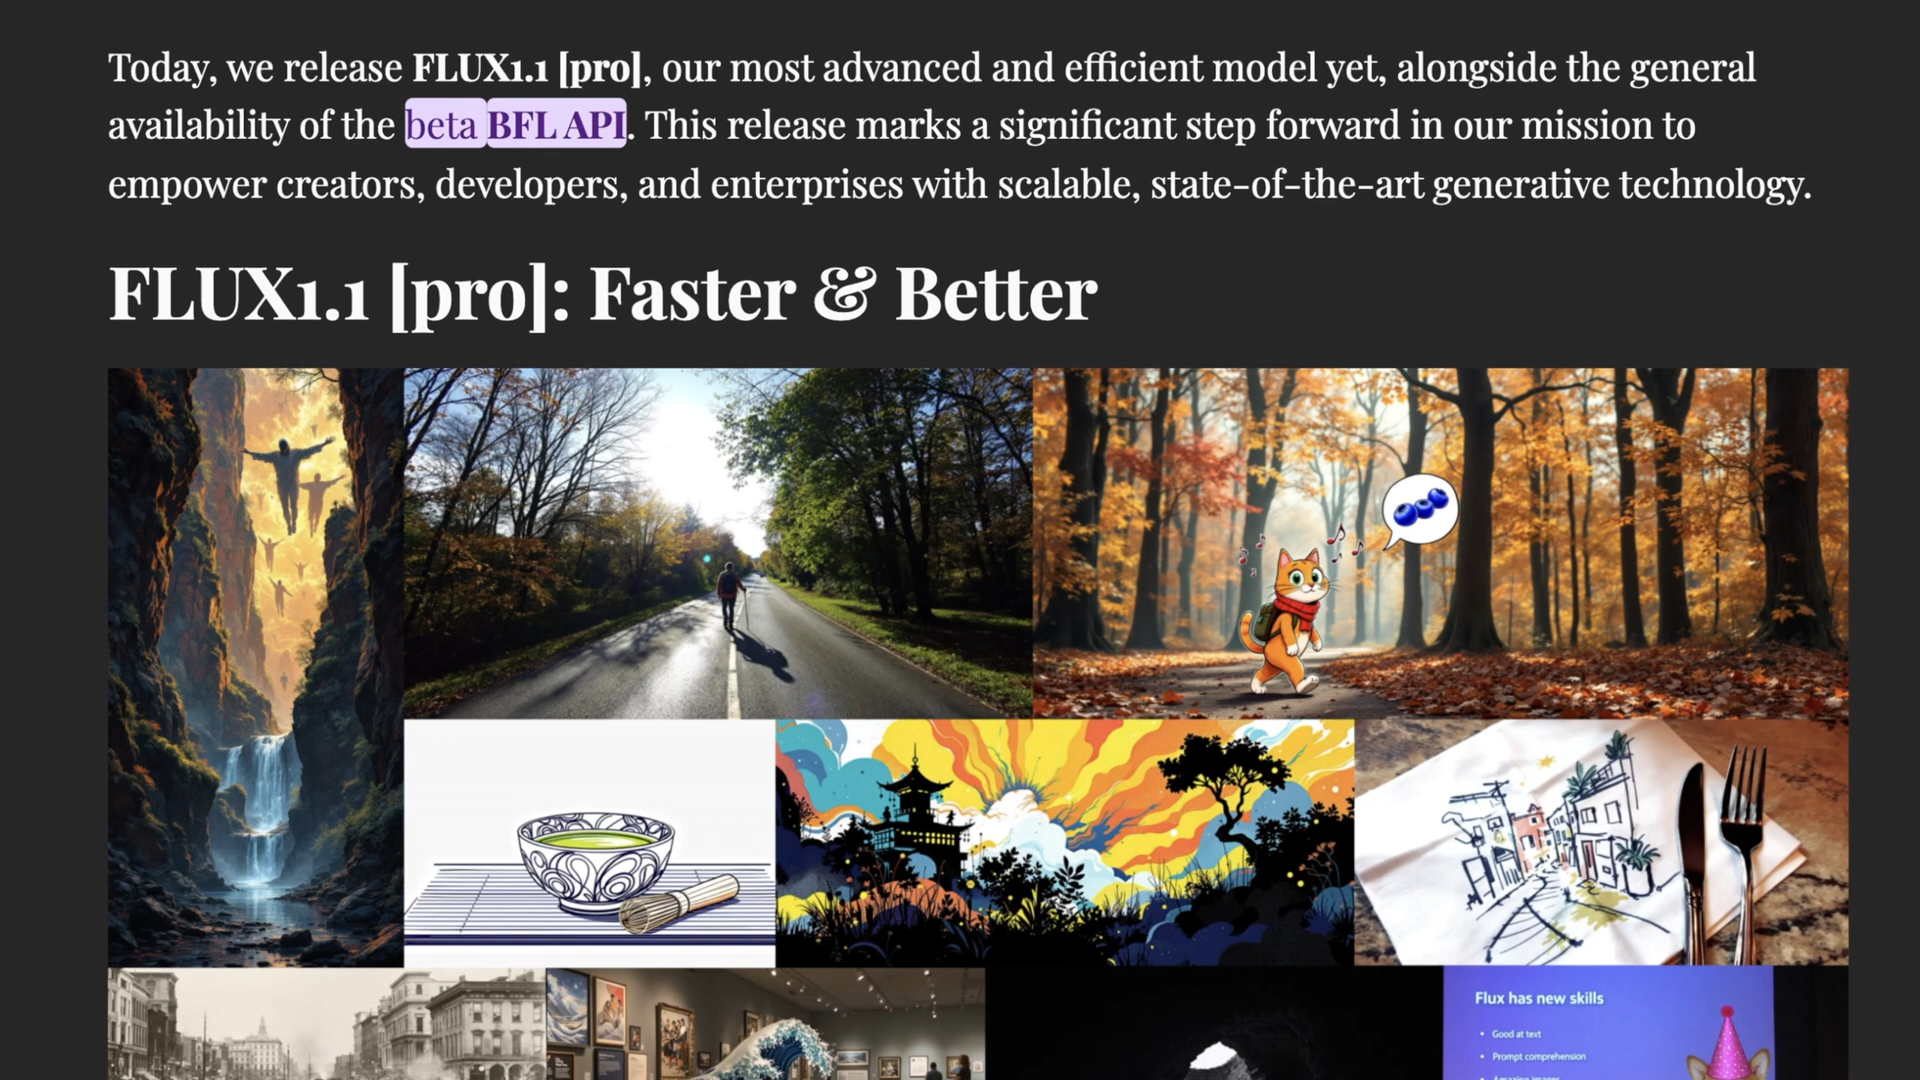 Today, we release FLUX1.1 [pro], our most advanced and efficient model yet, alongside the general
availability of the beta BFL API. This release marks a significant step forward in our mission to
empower creators, developers, and enterprises with scalable, state-of-the-art generative technology.
FLUX1.1 [pro]: Faster & Better
Flux has new skills
• Good at text
• Prompt comprehension
• Amazing images